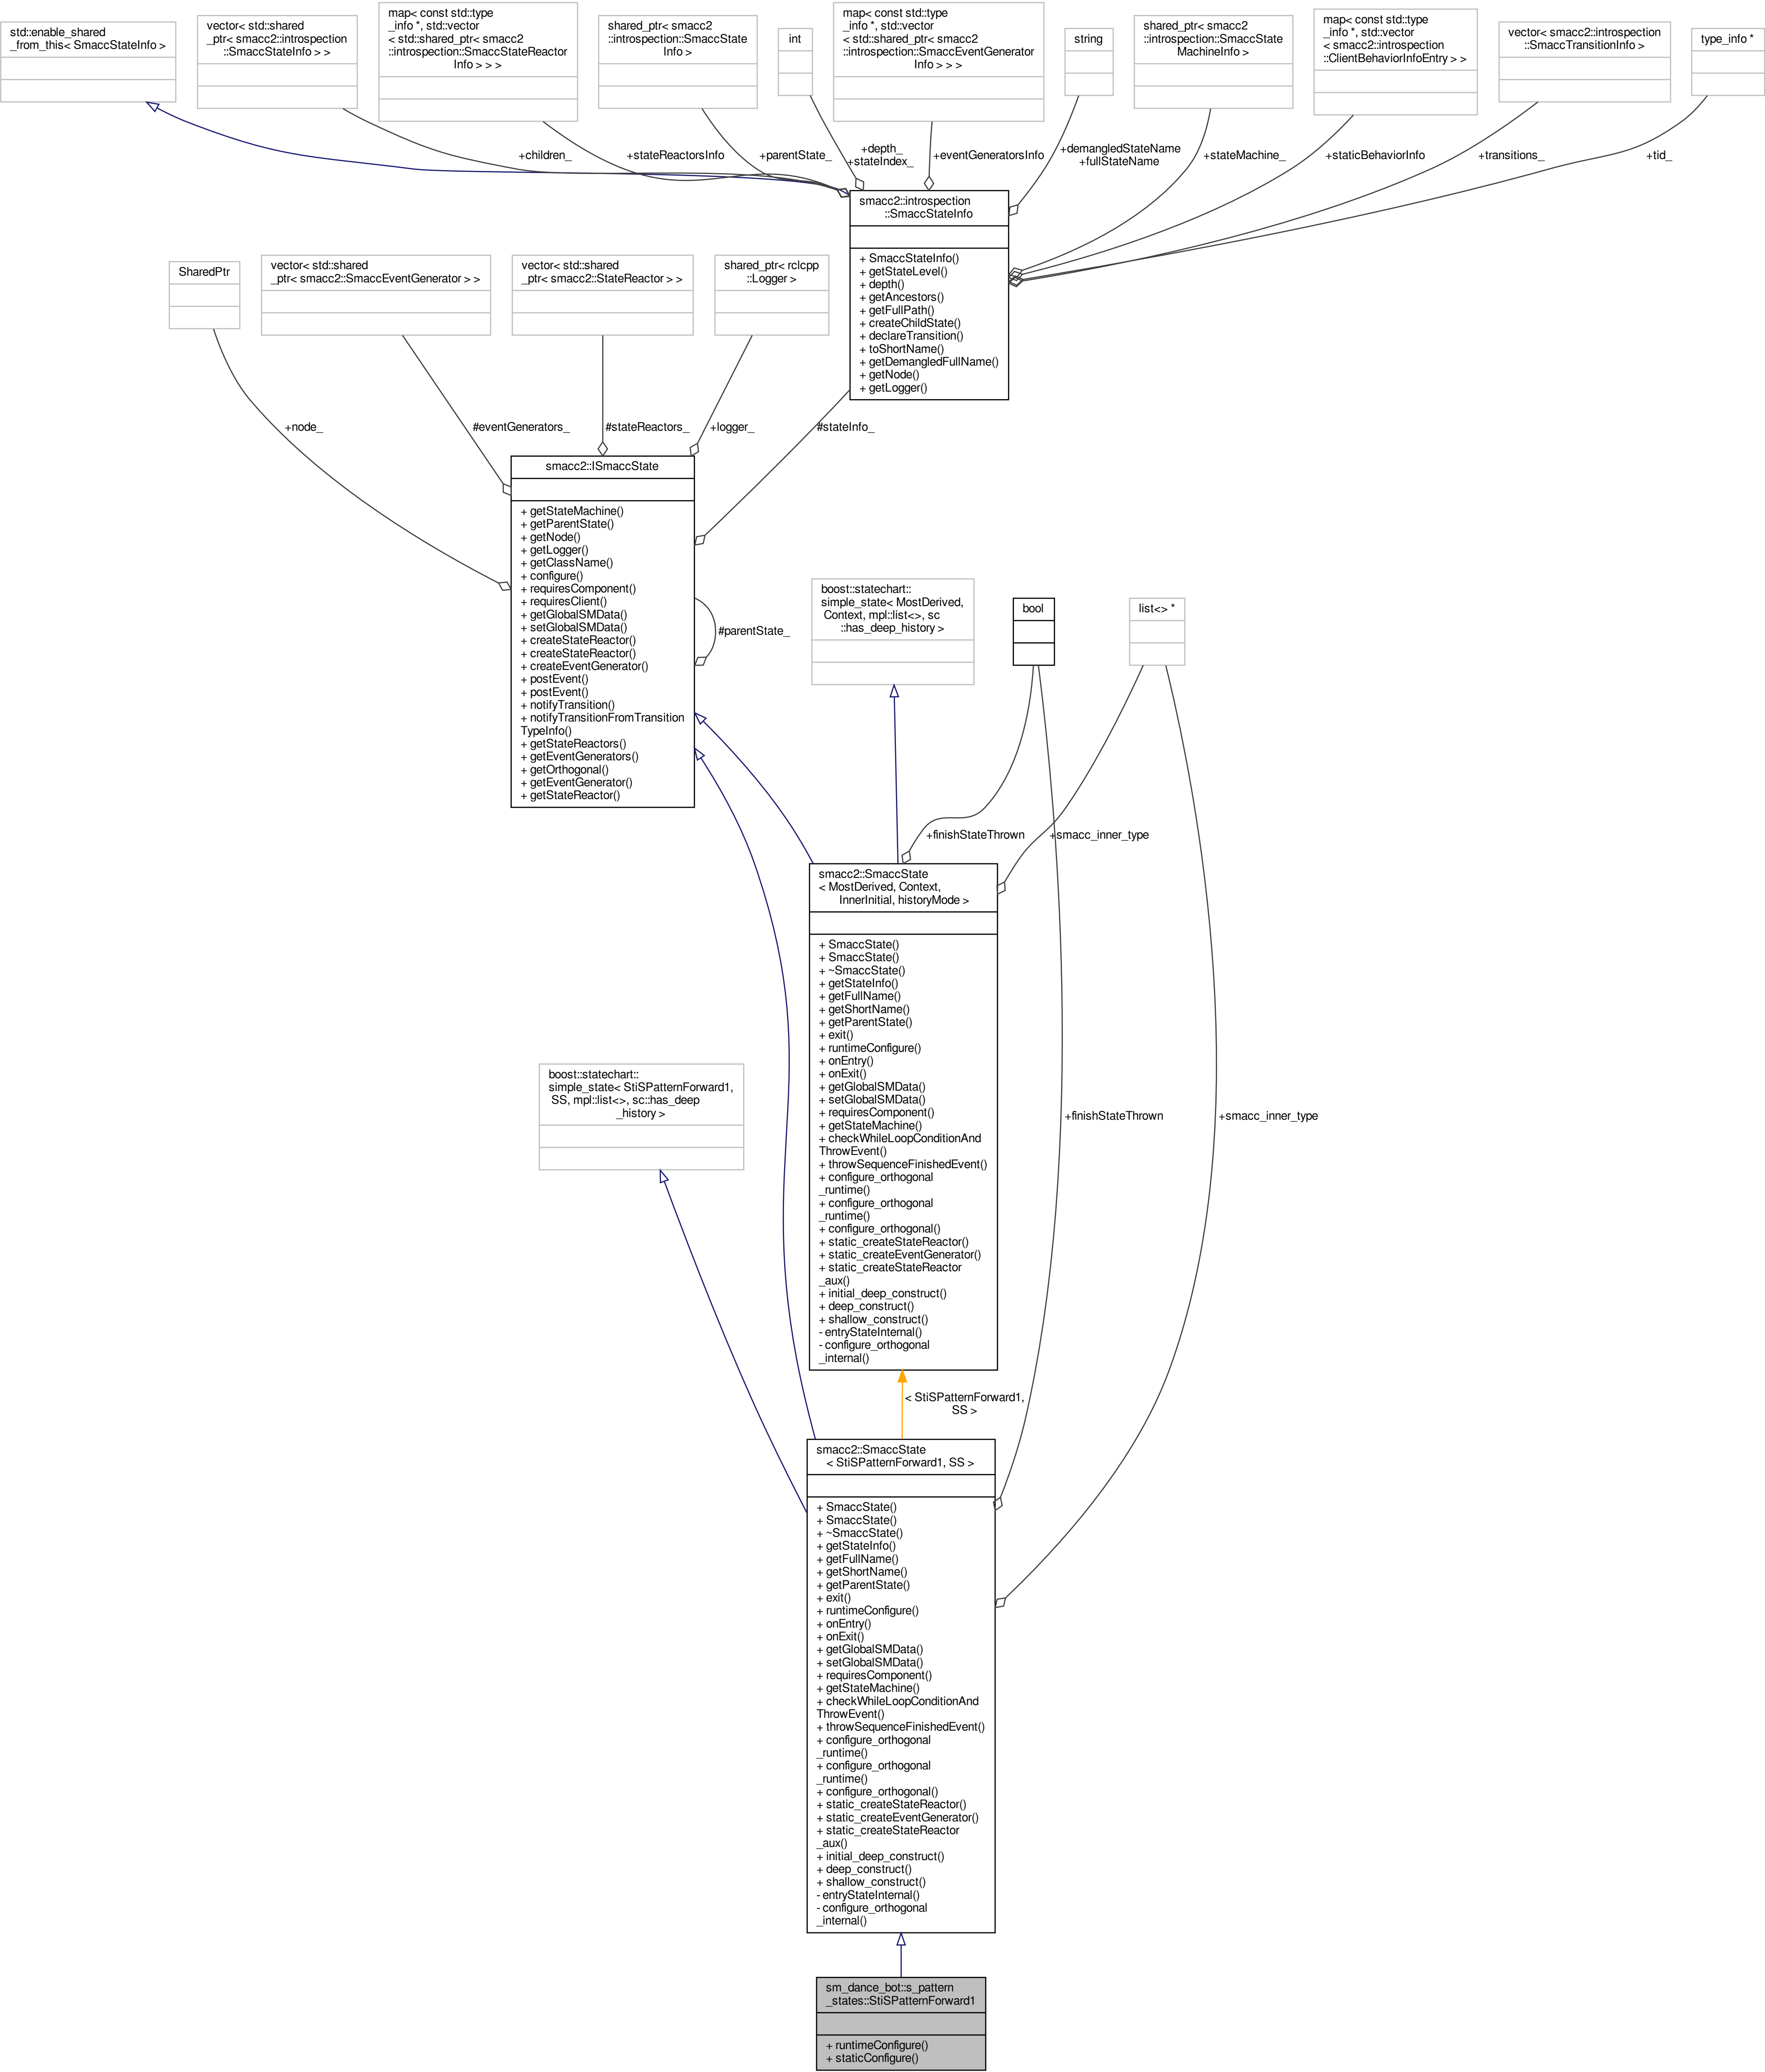 std::enable_shared
_from_this< SmaccStateInfo >
vector< std::shared
_ptr< smacc2::introspection
::SmaccStateInfo > >
map< const std::type
_info *, std::vector
< std::shared_ptr< smacc2
::introspection::SmaccStateReactor
Info > > >
shared_ptr< smacc2
::introspection::SmaccState
Info >
int
map< const std::type
_info *, std::vector
< std::shared_ptr< smacc2
::introspection::SmaccEventGenerator
Info > > >
string
shared_ptr< smacc2
::introspection::SmaccState
MachineInfo >
map< const std::type
_info *, std::vector
< smacc2::introspection
::ClientBehaviorInfoEntry > >
vector< smacc2::introspection
::SmaccTransitionInfo >
type_info *
+children_
+stateReactorsInfo
+parentState_
+depth_
+stateIndex_
+eventGeneratorsInfo
+demangledStateName
+fullStateName
+stateMachine_
+staticBehaviorInfo
+transitions_
+tid_
smacc2::introspection
::SmaccStateInfo
+ SmaccStateInfo()
+ getStateLevel()
+ depth()
+ getAncestors()
+ getFullPath()
+ createChildState()
+ declareTransition()
+ toShortName()
+ getDemangledFullName()
+ getNode()
+ getLogger()
SharedPtr
vector< std::shared
_ptr< smacc2::SmaccEventGenerator > >
vector< std::shared
_ptr< smacc2::StateReactor > >
shared_ptr< rclcpp
::Logger >
+node_
#eventGenerators_
#stateReactors_
+logger_
#stateInfo_
smacc2::ISmaccState
+ getStateMachine()
+ getParentState()
+ getNode()
+ getLogger()
+ getClassName()
+ configure()
+ requiresComponent()
+ requiresClient()
+ getGlobalSMData()
+ setGlobalSMData()
+ createStateReactor()
+ createStateReactor()
+ createEventGenerator()
+ postEvent()
+ postEvent()
+ notifyTransition()
+ notifyTransitionFromTransition
TypeInfo()
+ getStateReactors()
+ getEventGenerators()
+ getOrthogonal()
+ getEventGenerator()
+ getStateReactor()
#parentState_
boost::statechart::
simple_state< MostDerived,
Context, mpl::list<>, sc
::has_deep_history >
bool
list<> *
+finishStateThrown
+smacc_inner_type
smacc2::SmaccState
< MostDerived, Context,
InnerInitial, historyMode >
+ SmaccState()
+ SmaccState()
+ ~SmaccState()
+ getStateInfo()
+ getFullName()
+ getShortName()
+ getParentState()
+ exit()
+ runtimeConfigure()
+ onEntry()
+ onExit()
+ getGlobalSMData()
+ setGlobalSMData()
+ requiresComponent()
+ getStateMachine()
+ checkWhileLoopConditionAnd
ThrowEvent()
+ throwSequenceFinishedEvent()
+ configure_orthogonal
_runtime()
+ configure_orthogonal
_runtime()
+ configure_orthogonal()
+ static_createStateReactor()
+ static_createEventGenerator()
+ static_createStateReactor
_aux()
+ initial_deep_construct()
+ deep_construct()
+ shallow_construct()
- entryStateInternal()
- configure_orthogonal
_internal()
boost::statechart::
simple_state< StiSPatternForward1,
SS, mpl::list<>, sc::has_deep
_history >
+finishStateThrown
+smacc_inner_type
< StiSPatternForward1,
SS >
smacc2::SmaccState
< StiSPatternForward1, SS >
+ SmaccState()
+ SmaccState()
+ ~SmaccState()
+ getStateInfo()
+ getFullName()
+ getShortName()
+ getParentState()
+ exit()
+ runtimeConfigure()
+ onEntry()
+ onExit()
+ getGlobalSMData()
+ setGlobalSMData()
+ requiresComponent()
+ getStateMachine()
+ checkWhileLoopConditionAnd
ThrowEvent()
+ throwSequenceFinishedEvent()
+ configure_orthogonal
_runtime()
+ configure_orthogonal
_runtime()
+ configure_orthogonal()
+ static_createStateReactor()
+ static_createEventGenerator()
+ static_createStateReactor
_aux()
+ initial_deep_construct()
+ deep_construct()
+ shallow_construct()
- entryStateInternal()
- configure_orthogonal
_internal()
sm_dance_bot::s_pattern
_states::StiSPatternForward1
+ runtimeConfigure()
+ staticConfigure()